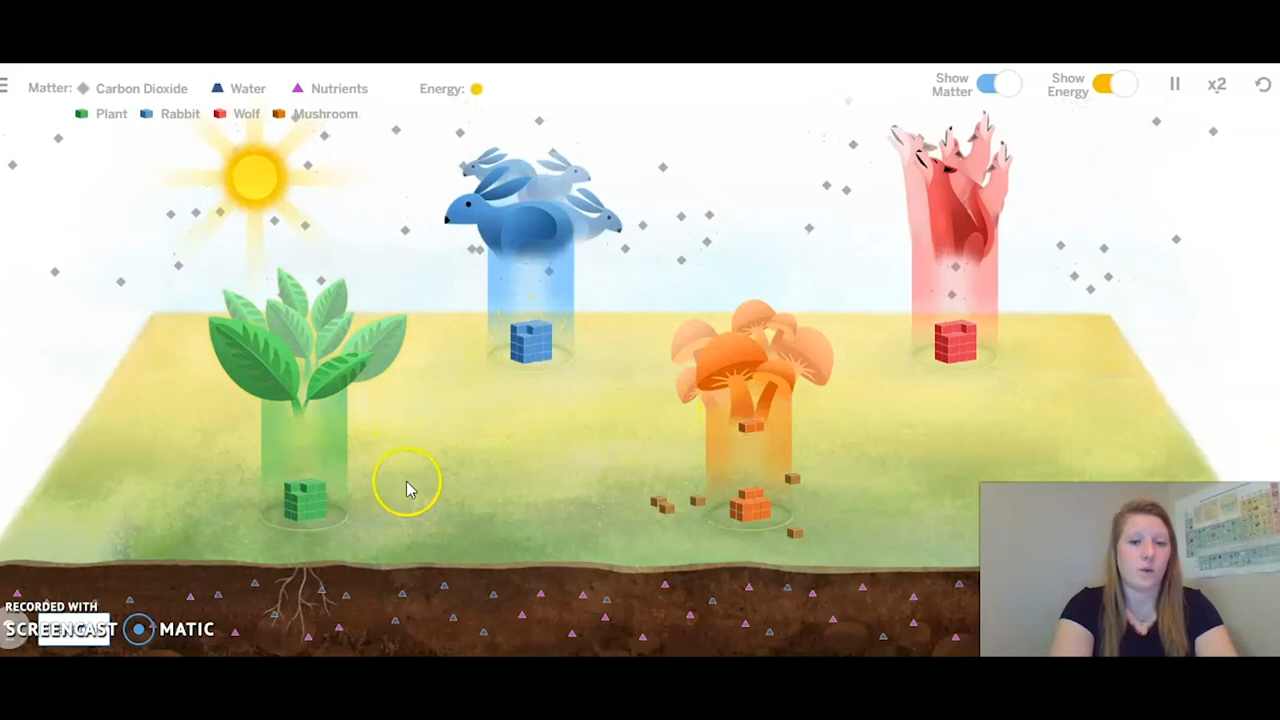 Matter: Carbon Dioxide Water Nutrients Energy:
Plant Rabbit Wolf Mushroom
Show Matter
Show Energy
x2
RECORDED WITH
SCREENCAST MATIC